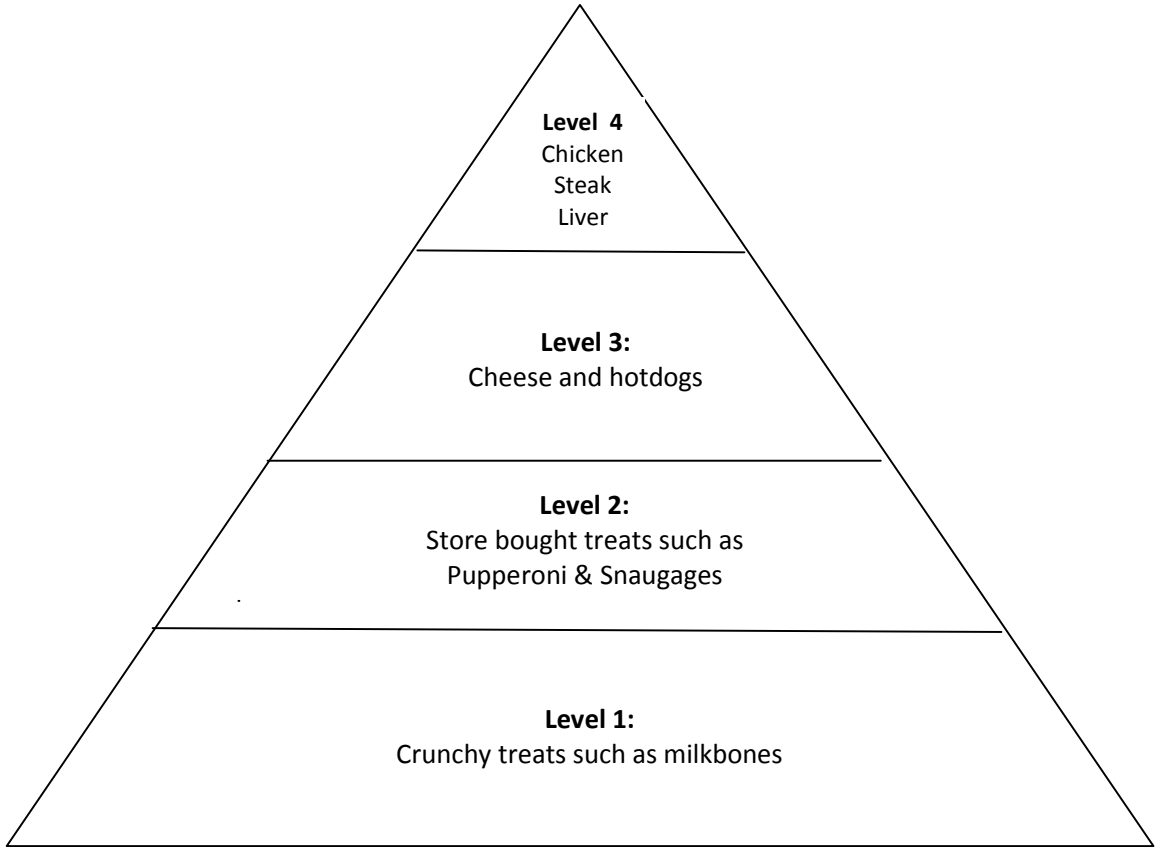 Level 4
Chicken
Steak
Liver
Level 3:
Cheese and hotdogs
Level 2:
Store bought treats such as
Pupperoni & Snaugages
Level 1:
Crunchy treats such as milkbones